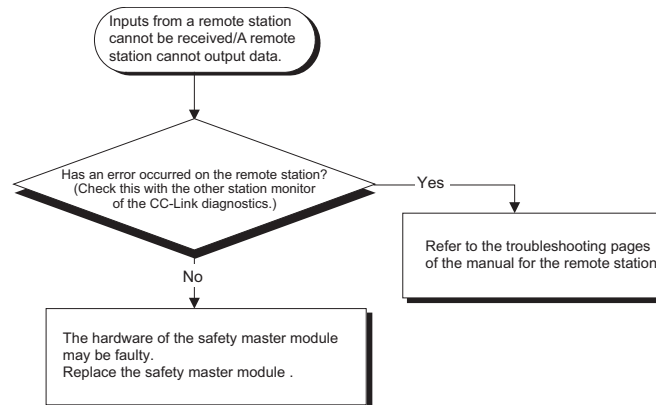 Inputs from a remote station
cannot be received/A remote
station cannot output data.
Has an error occurred on the remote station?
(Check this with the other station monitor
of the CC-Link diagnostics.)
Yes
Refer to the troubleshooting pages
of the manual for the remote station.
No
The hardware of the safety master module
may be faulty.
Replace the safety master module .